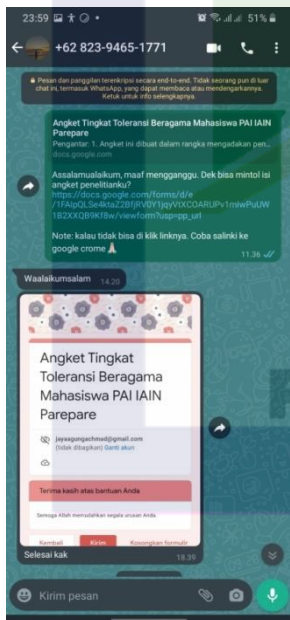 23:59
51%
+62 823-9465-1771
Pesan dan panggilan terenkripsi secara end-to-end. Tidak seorang pun di luar
chat ini, termasuk WhatsApp, yang dapat membaca atau mendengarkannya.
Ketuk untuk info selengkapnya.
Angket Tingkat Toleransi Beragama Mahasiswa PAI IAIN
Parepare
Pengantar: 1. Angket ini dibuat dalam rangka mengadakan pen...
docs.google.com
Assalamualaikum, maaf mengganggu. Dek bisa mintol isi
angket penelitianku?
https://docs.google.com/forms/d/e
Note: kalau tidak bisa di klik linknya. Coba salinki ke
google crome 🙏
11.36
Waalaikumsalam 14.20
Angket Tingkat
Toleransi Beragama
Mahasiswa PAI IAIN
Parepare
jayaagungachmad@gmail.com
(tidak dibagikan) Ganti akun
Terima kasih atas bantuan Anda
Semoga Allah memudahkan segala urusan Anda
Kembali Kirim Kosongkan formulir
Selesai kak 18.39
Kirim pesan